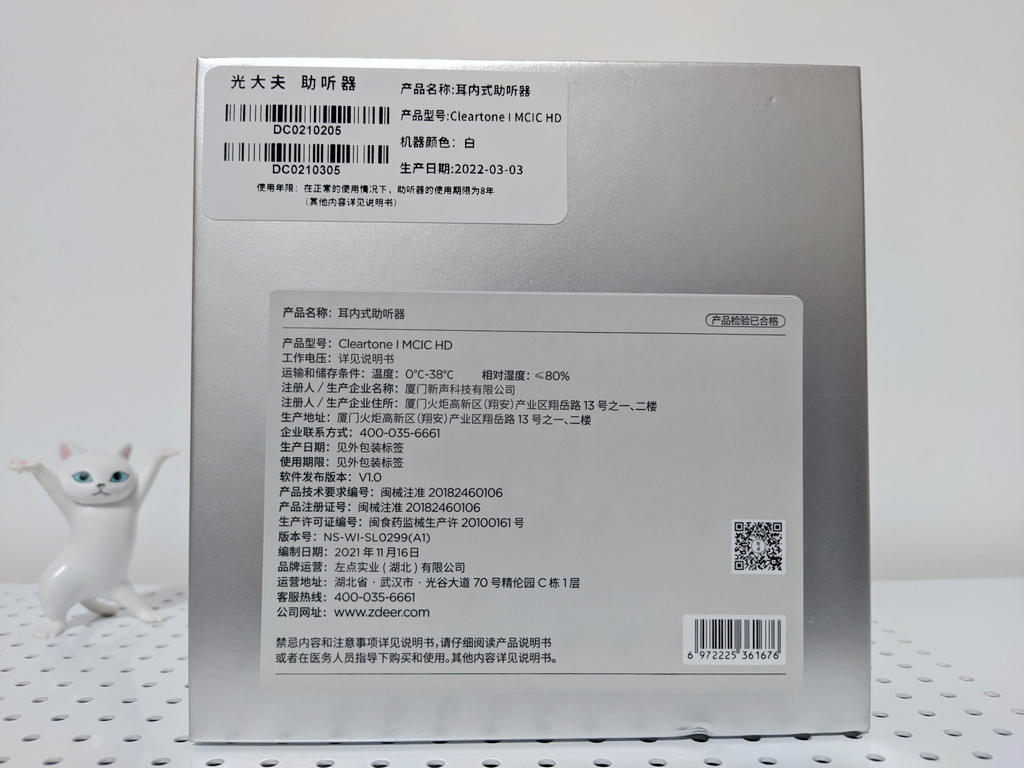 光大夫 助听器
DC0210205
DC0210305
产品名称:耳内式助听器
产品型号:Cleartone I MCIC HD
机器颜色：白
生产日期:2022-03-03
使用年限：在正常的使用情况下，助听器的使用期限为8年
（其他内容详见说明书）
产品名称：耳内式助听器
产品检验已合格
产品型号：Cleartone I MCIC HD
工作电压：详见说明书
运输和储存条件：温度：0℃-38℃ 相对湿度：≤80%
注册人/生产企业名称：厦门新声科技有限公司
注册人/生产企业住所：厦门火炬高新区（翔安）产业区翔岳路 13 号之一、二楼
生产地址：厦门火炬高新区（翔安）产业区翔岳路 13 号之一、二楼
企业联系方式：400-035-6661
生产日期：见外包装标签
使用期限：见外包装标签
软件发布版本：V1.0
产品技术要求编号：闽械注准 20182460106
产品注册证号：闽械注准 20182460106
生产许可证编号：闽食药监械生产许 20100161 号
版本号：NS-WI-SL0299(A1)
编制日期：2021 年 11 月16日
品牌运营：左点实业（湖北）有限公司
运营地址：湖北省·武汉市·光谷大道 70 号精伦园 C 栋 1 层
客服热线：400-035-6661
公司网址：www.zdeer.com
禁忌内容和注意事项详见说明书,请仔细阅读产品说明书
或者在医务人员指导下购买和使用。其他内容详见说明书。
6 972225 361676